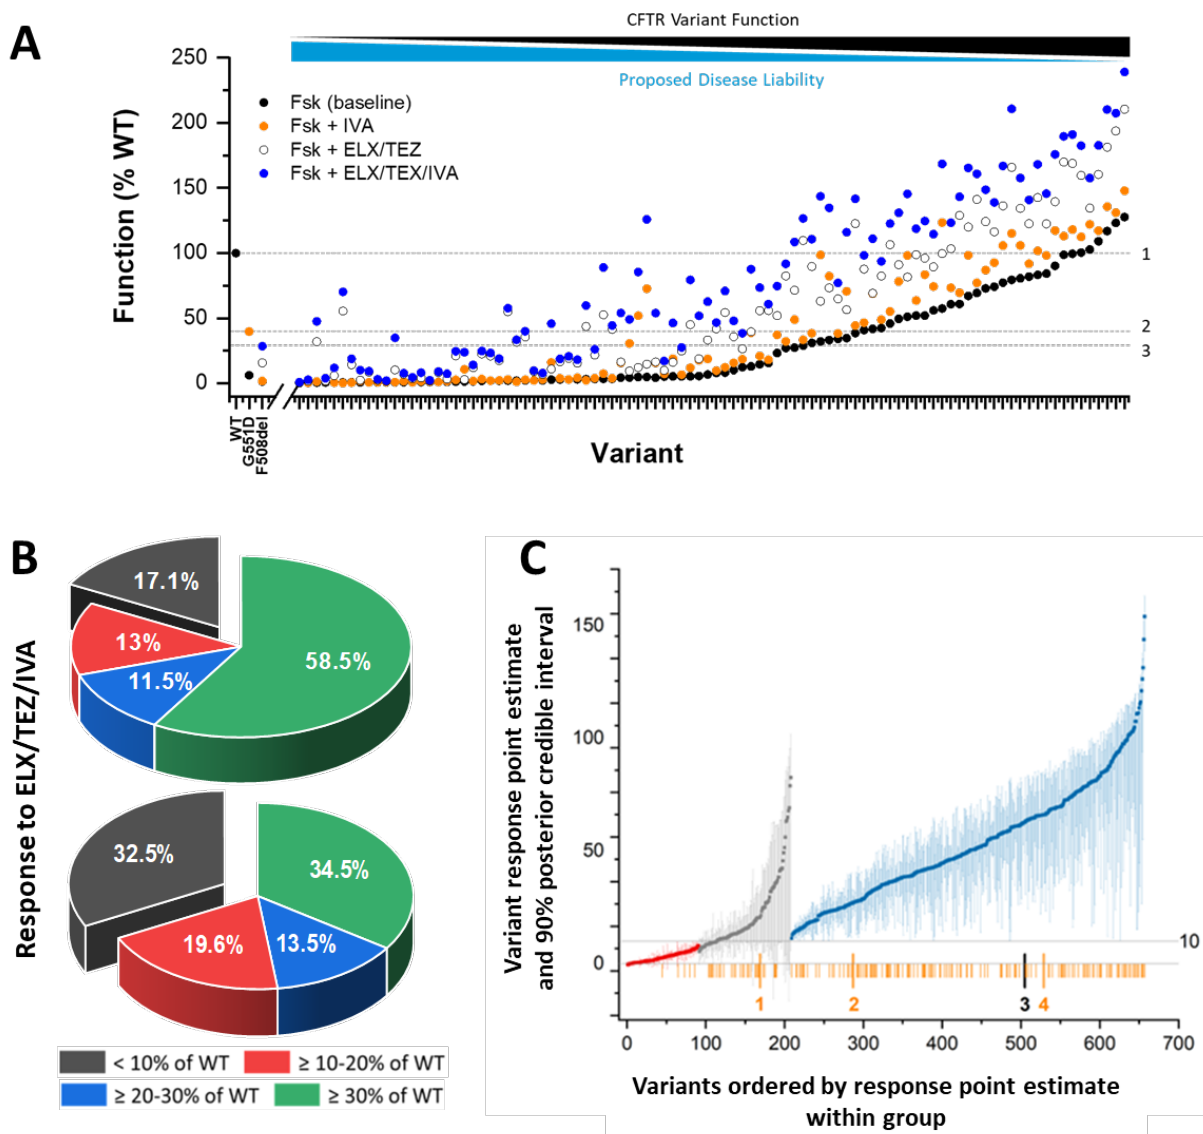 A
CFTR Variant Function
Proposed Disease Liability
Function (% WT)
250
200
150
100
50
0
Fsk (baseline)
Fsk + IVA
Fsk + ELX/TEZ
Fsk + ELX/TEX/IVA
1
2
3
WT
G551D
F508del
Variant
B
Response to ELX/TEZ/IVA
17.1%
13%
11.5%
58.5%
32.5%
34.5%
19.6%
13.5%
< 10% of WT
≥ 10-20% of WT
≥ 20-30% of WT
≥ 30% of WT
C
Variant response point estimate
and 90% posterior credible interval
150
100
50
0
10
1
2
3
4
0
100
200
300
400
500
600
700
Variants ordered by response point estimate
within group